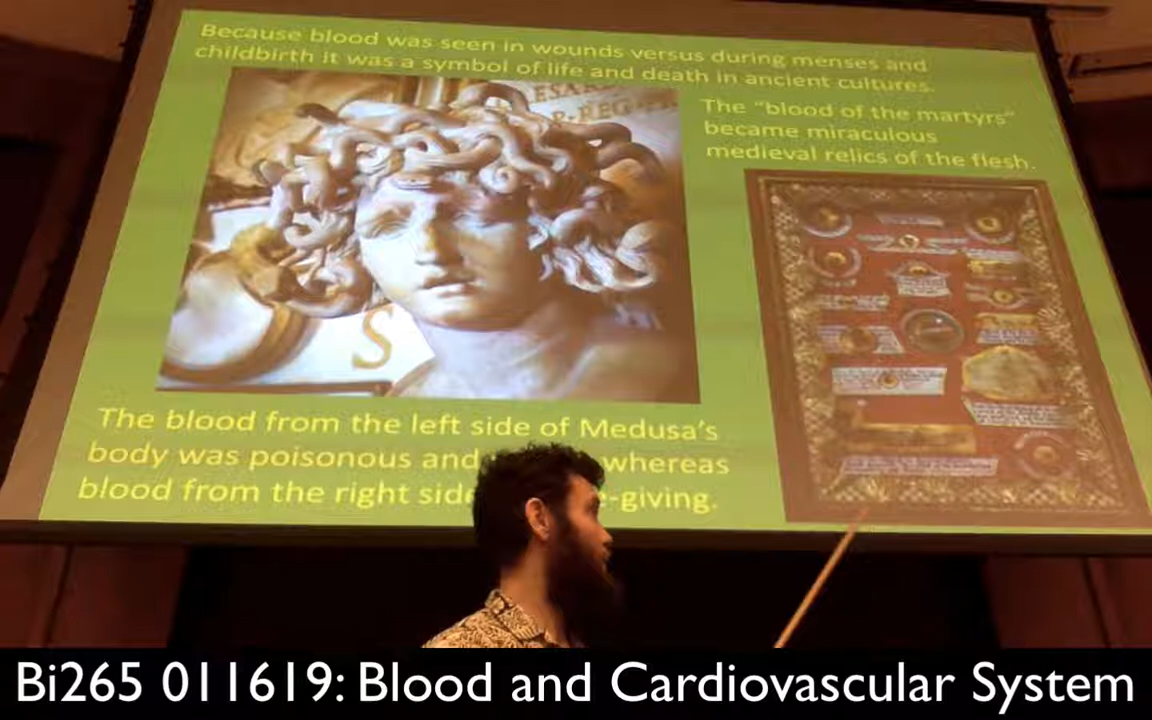 Because blood was seen in wounds versus during menses and
childbirth it was a symbol of life and death in ancient cultures.
ESAR
P.REG
The "blood of the martyrs"
became miraculous
medieval relics of the flesh.
S
The blood from the left side of Medusa's
body was poisonous and whereas
blood from the right side -giving.
Bi265 011619: Blood and Cardiovascular System